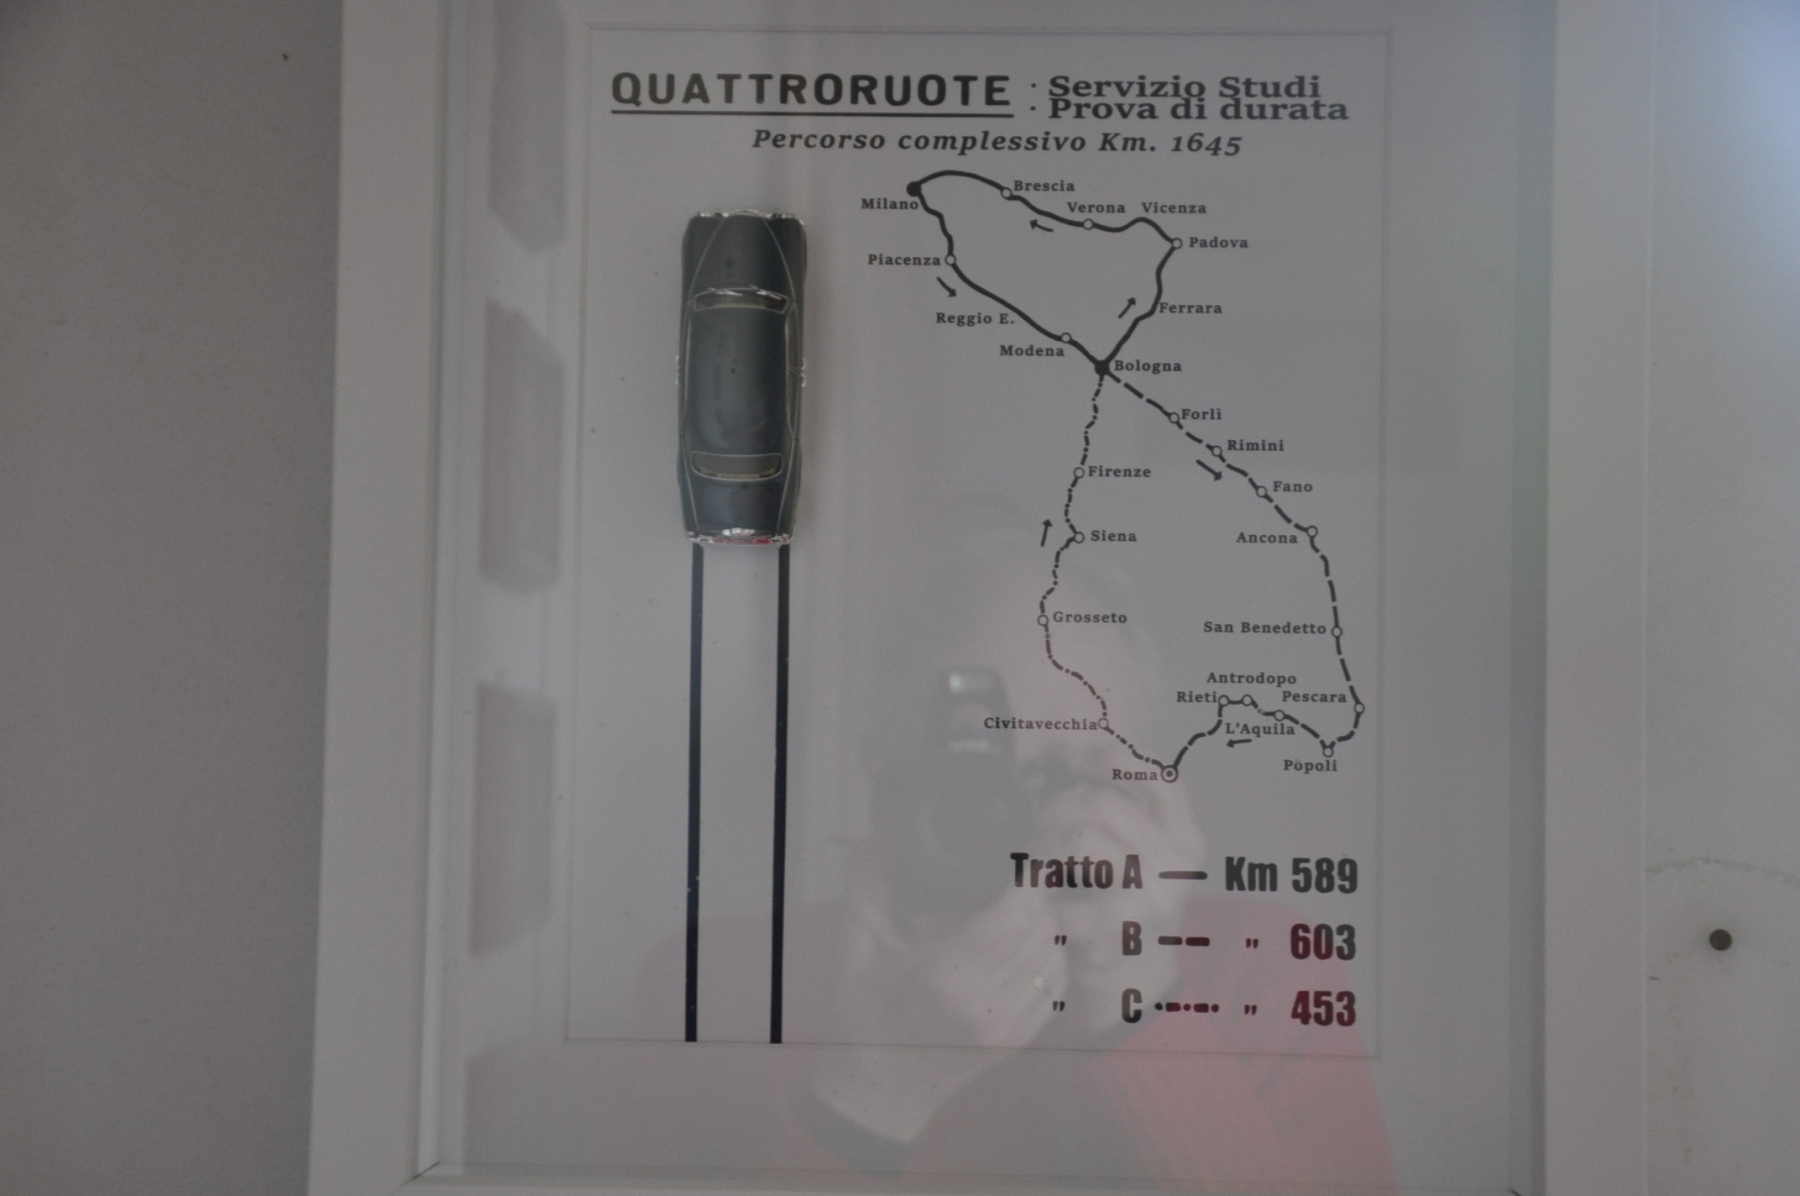 QUATTRORUOTE · Servizio Studi
· Prova di durata
Percorso complessivo Km. 1645
Brescia
Milano
Verona Vicenza
Padova
Piacenza
Ferrara
Reggio E.
Modena
Bologna
Forlì
Rimini
Firenze
Fano
Siena
Ancona
Grosseto
San Benedetto
Antrodopo
Rieti
Pescara
Civitavecchia
L'Aquila
Popoli
Roma
Tratto A — Km 589
" B -- " 603
" C ·-·-· " 453